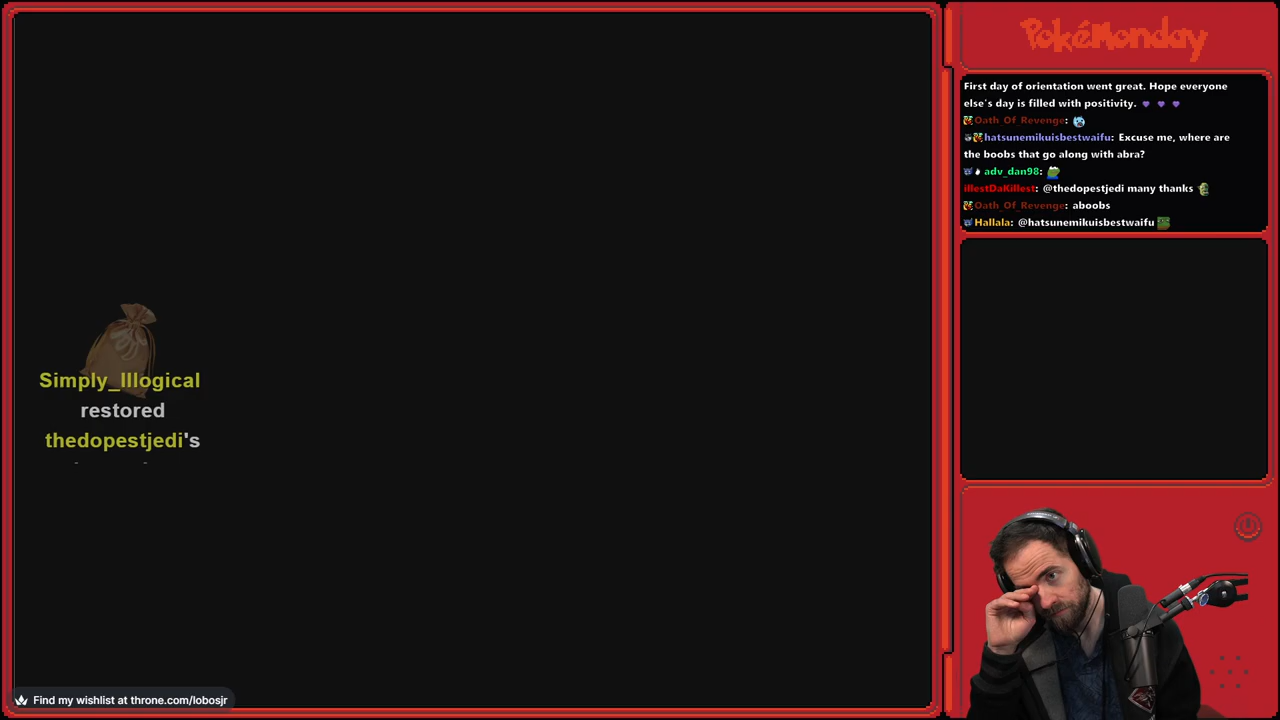 PokéMonday
First day of orientation went great. Hope everyone
else's day is filled with positivity.
Oath_Of_Revenge:
hatsunemikuisbestwaifu: Excuse me, where are
the boobs that go along with abra?
adv_dan98:
illestDaKillest: @thedopestjedi many thanks
Oath_Of_Revenge: aboobs
Hallala: @hatsunemikuisbestwaifu
Simply_Illogical
restored
thedopestjedi's
Find my wishlist at throne.com/lobosjr